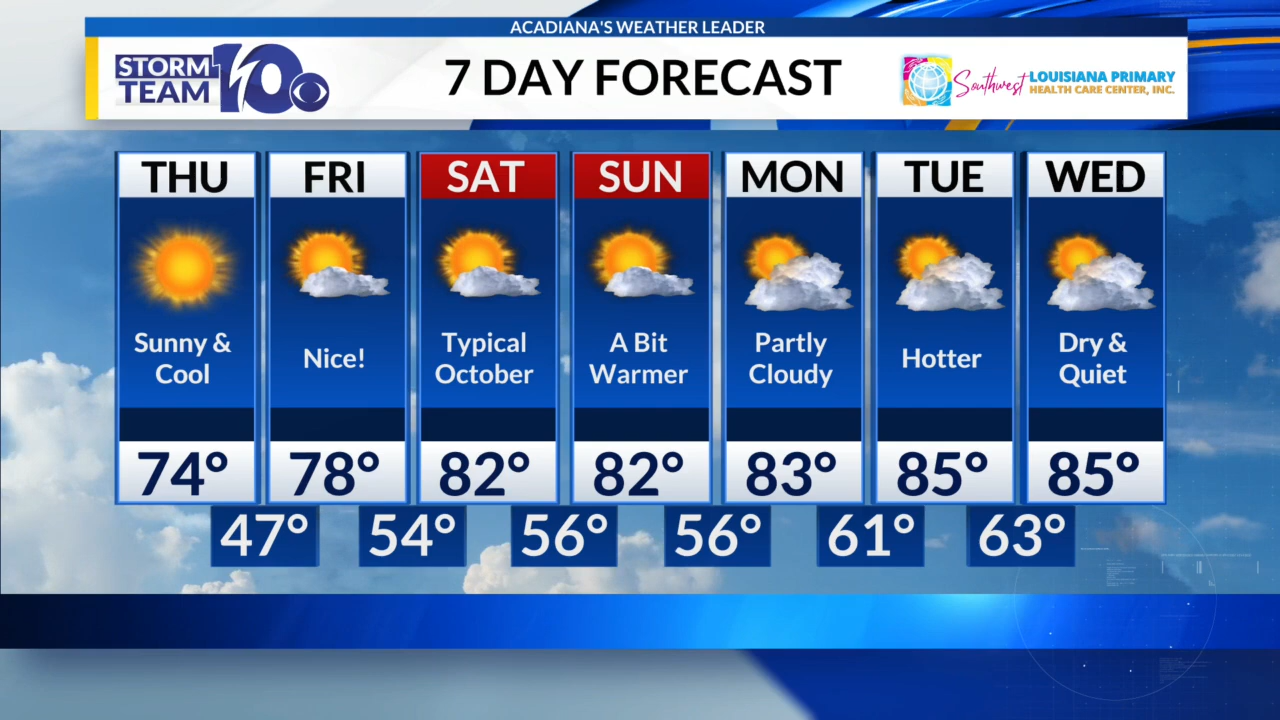 ACADIANA'S WEATHER LEADER
STORM TEAM 10
7 DAY FORECAST
Southwest LOUISIANA PRIMARY
HEALTH CARE CENTER, INC.
THU
Sunny &
Cool
74°
FRI
Nice!
78°
SAT
Typical
October
82°
SUN
A Bit
Warmer
82°
MON
Partly
Cloudy
83°
TUE
Hotter
85°
WED
Dry &
Quiet
85°
47° 54° 56° 56° 61° 63°